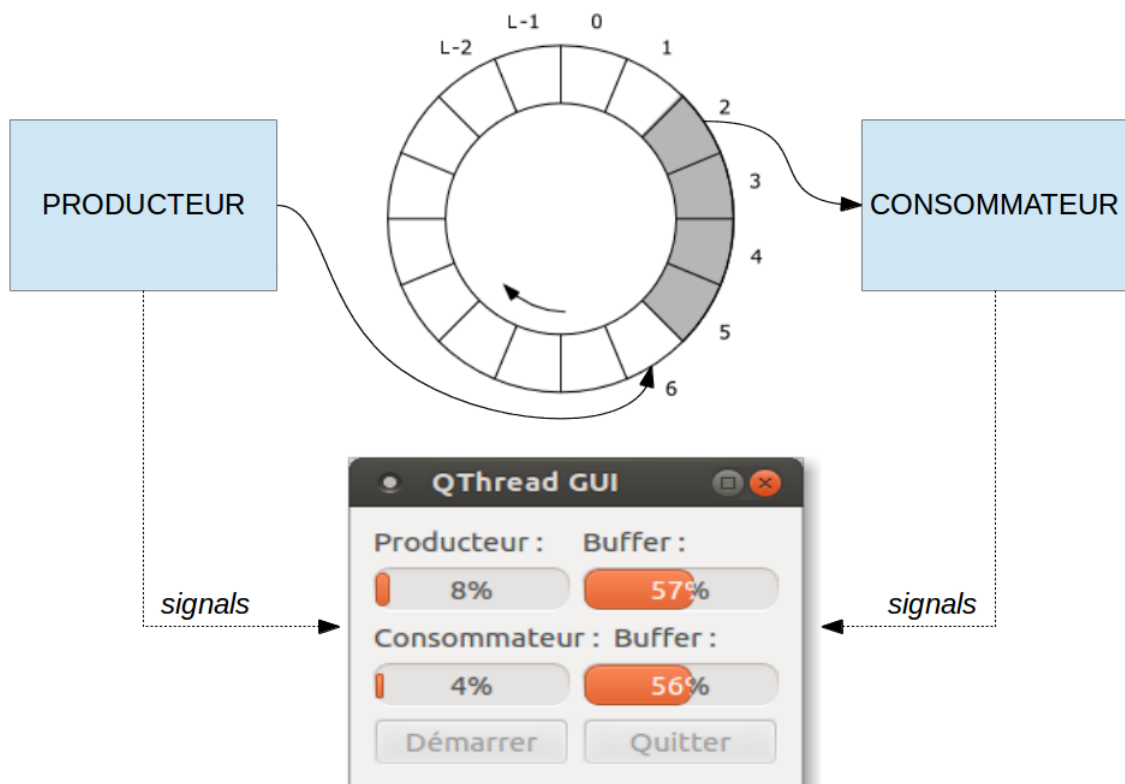 L-1
0
L-2
1
2
3
4
5
6
PRODUCTEUR
CONSOMMATEUR
signals
signals
QThread GUI
Producteur :
Buffer :
8%
57%
Consommateur :
Buffer :
4%
56%
Démarrer
Quitter